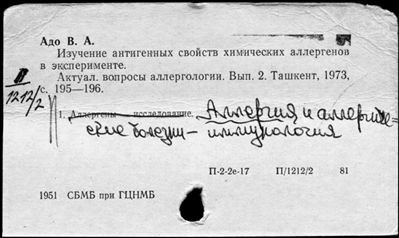 Адо В. А.
Изучение антигенных свойств химических аллергенов
в эксперименте.
Актуал. вопросы аллергологии. Вып. 2. Ташкент, 1973,
с. 195—196.
II
1212/2
1. Аллергены — исследование. Аллергия и аллергиче=
ские болезни — иммунология
П-2-2е-17 П/1212/2 81
1951 СБМБ при ГЦНМБ